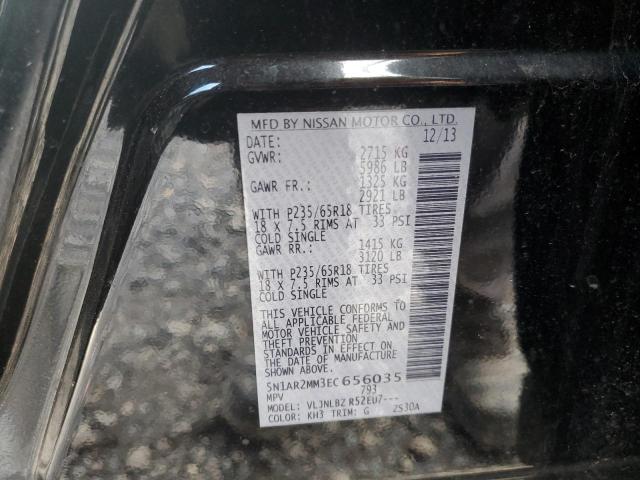 MFD BY NISSAN MOTOR CO., LTD.
DATE: 12/13
GVWR: 2715 KG
5986 LB
GAWR FR.: 1325 KG
2921 LB
WITH P235/65R18 TIRES
18 X 7.5 RIMS AT 33 PSI
COLD SINGLE
GAWR RR.: 1415 KG
3120 LB
WITH P235/65R18 TIRES
18 X 7.5 RIMS AT 33 PSI
COLD SINGLE
THIS VEHICLE CONFORMS TO
ALL APPLICABLE FEDERAL
MOTOR VEHICLE SAFETY AND
THEFT PREVENTION
STANDARDS IN EFFECT ON
THE DATE OF MANUFACTURE
SHOWN ABOVE.
5N1AR2MM3EC656035
MPV 793
MODEL: VLJNLBZ R52EU7---
COLOR: KH3 TRIM: G ZS30A